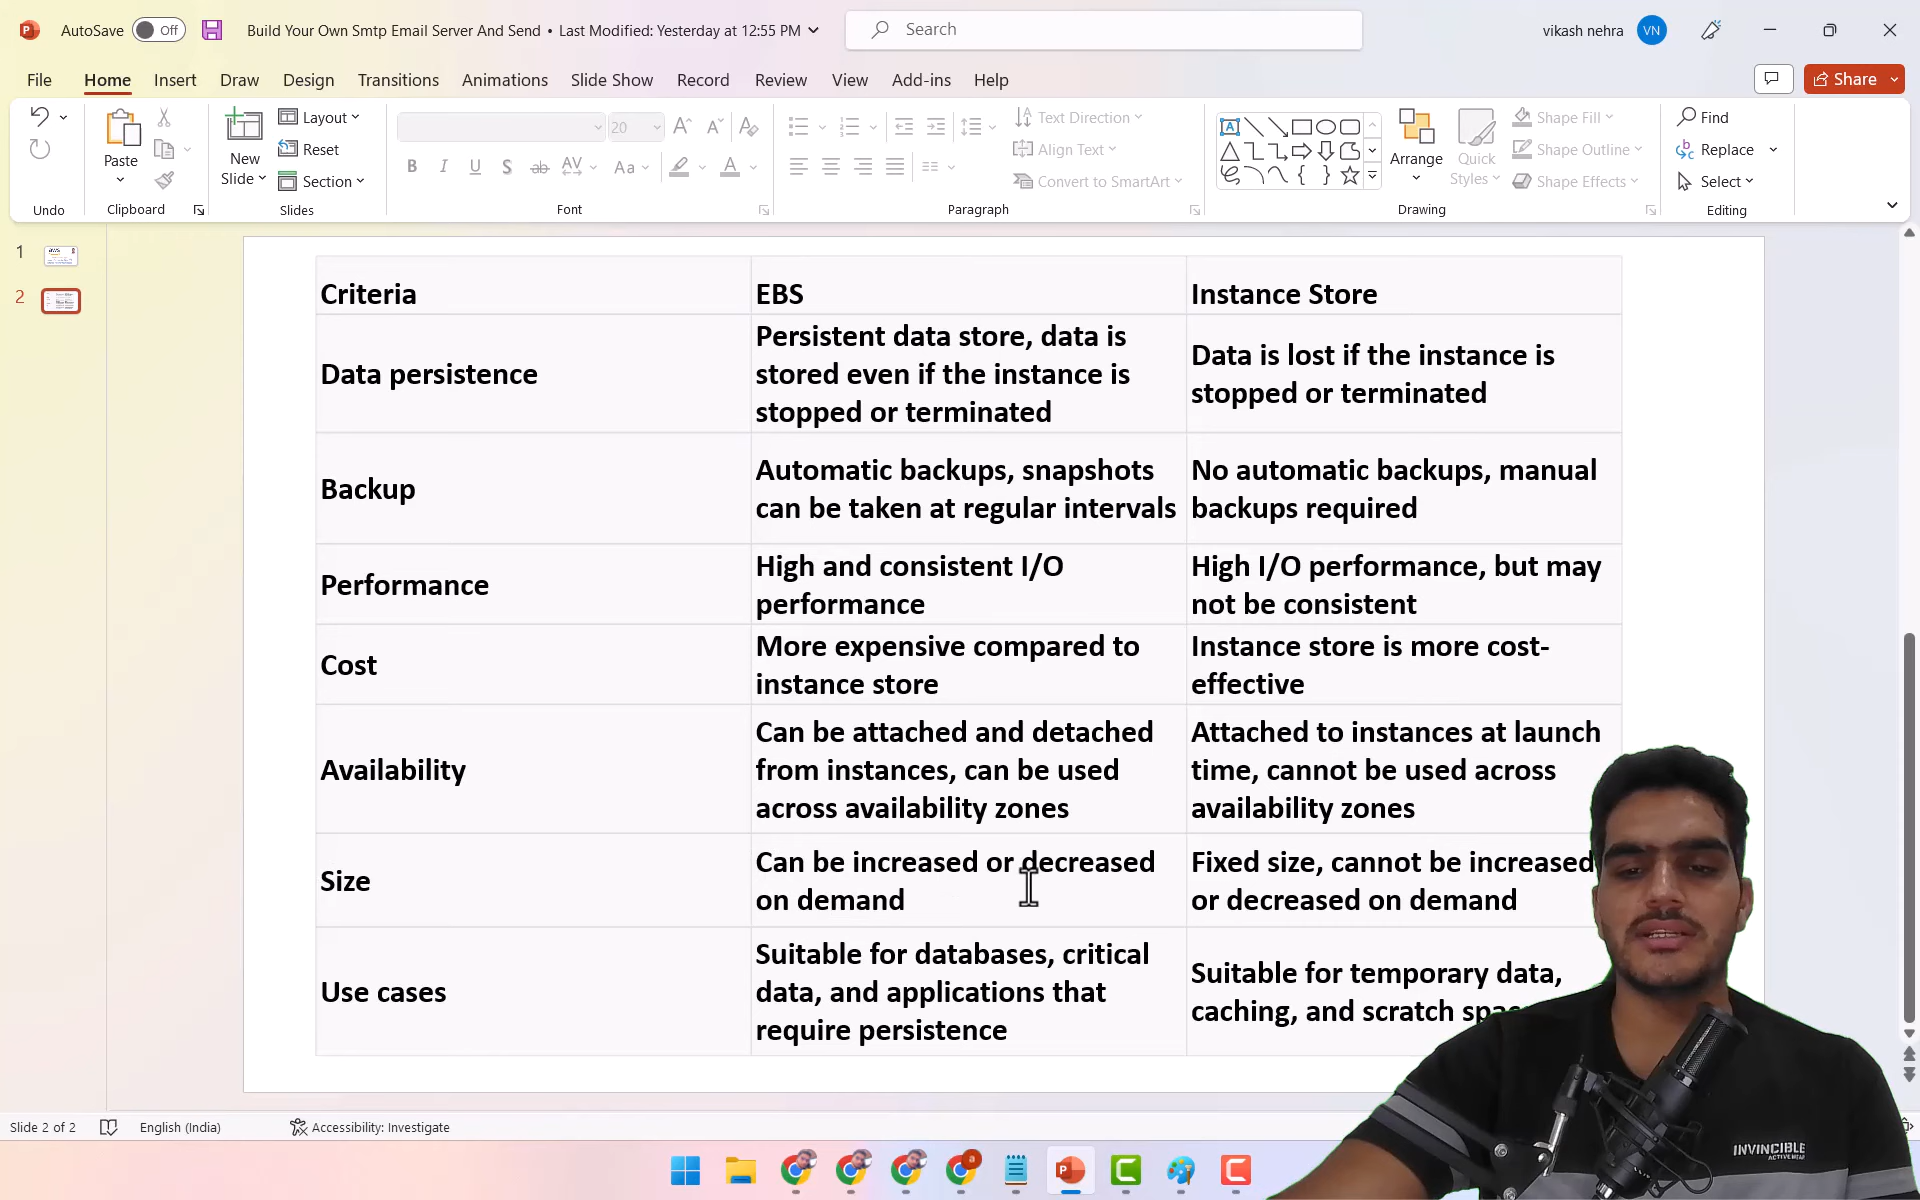 AutoSave Off Build Your Own Smtp Email Server And Send • Last Modified: Yesterday at 12:55 PM Search vikash nehra VN
File Home Insert Draw Design Transitions Animations Slide Show Record Review View Add-ins Help Share
Paste
New Slide
Layout
Reset
Section
20
B I U S ab AV Aa A
Text Direction
Align Text
Convert to SmartArt
Arrange
Quick Styles
Shape Fill
Shape Outline
Shape Effects
Find
Replace
Select
Undo Clipboard Slides Font Paragraph Drawing Editing
1
2
Criteria
EBS
Instance Store
Data persistence
Persistent data store, data is
stored even if the instance is
stopped or terminated
Data is lost if the instance is
stopped or terminated
Backup
Automatic backups, snapshots
can be taken at regular intervals
No automatic backups, manual
backups required
Performance
High and consistent I/O
performance
High I/O performance, but may
not be consistent
Cost
More expensive compared to
instance store
Instance store is more cost-
effective
Availability
Can be attached and detached
from instances, can be used
across availability zones
Attached to instances at launch
time, cannot be used across
availability zones
Size
Can be increased or decreased
on demand
Fixed size, cannot be increased
or decreased on demand
Use cases
Suitable for databases, critical
data, and applications that
require persistence
Suitable for temporary data,
caching, and scratch
INVINCIBLE
ACTIVEWEAR
Slide 2 of 2 English (India) Accessibility: Investigate